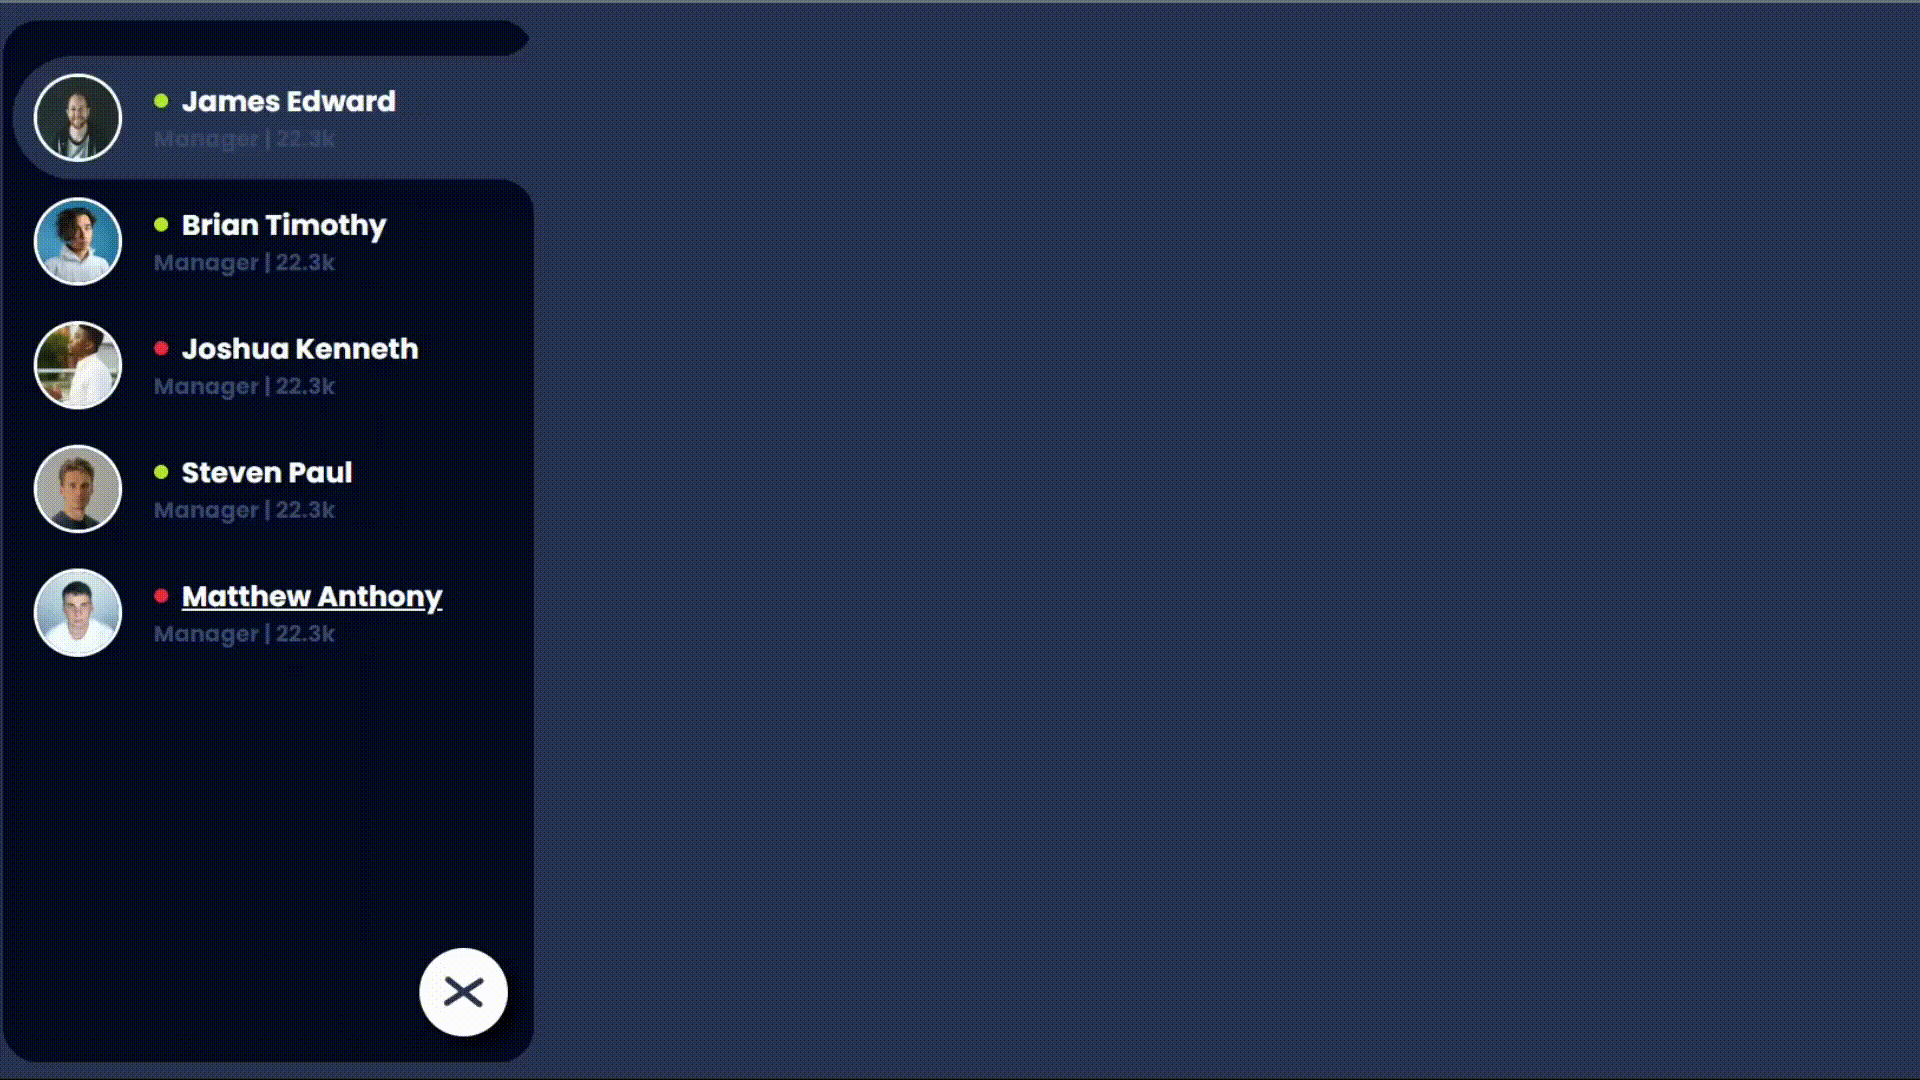 James Edward
Manager | 22.3k
Brian Timothy
Manager | 22.3k
Joshua Kenneth
Manager | 22.3k
Steven Paul
Manager | 22.3k
Matthew Anthony
Manager | 22.3k